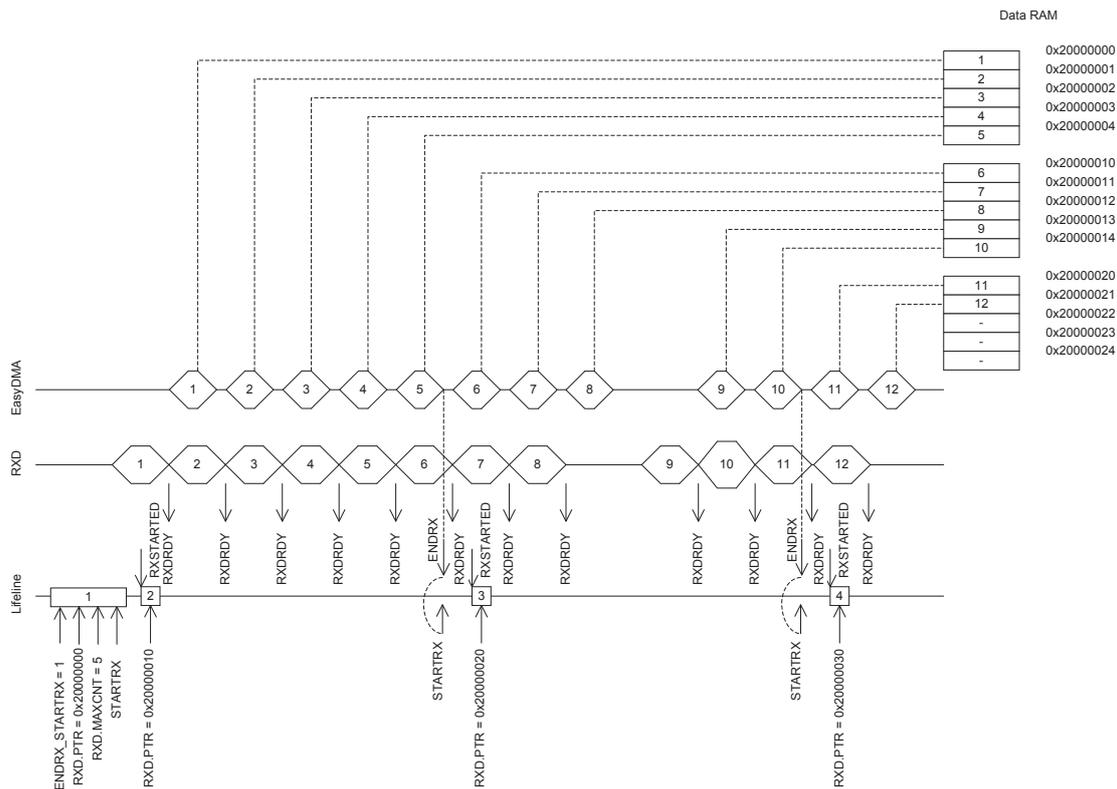 Data RAM
1 0x20000000
2 0x20000001
3 0x20000002
4 0x20000003
5 0x20000004
6 0x20000010
7 0x20000011
8 0x20000012
9 0x20000013
10 0x20000014
11 0x20000020
12 0x20000021
- 0x20000022
- 0x20000023
- 0x20000024
EasyDMA
1 2 3 4 5 6 7 8 9 10 11 12
RXD
1 2 3 4 5 6 7 8 9 10 11 12
RXSTARTED
RXDRDY
RXDRDY
RXDRDY
RXDRDY
RXDRDY
ENDRX
RXDRDY
RXSTARTED
RXDRDY
RXDRDY
RXDRDY
RXDRDY
ENDRX
RXDRDY
RXSTARTED
RXDRDY
Lifeline
1 2 3 4
ENDRX_STARTRX = 1
RXD.PTR = 0x20000000
RXD.MAXCNT = 5
STARTRX
RXD.PTR = 0x20000010
STARTRX
RXD.PTR = 0x20000020
STARTRX
RXD.PTR = 0x20000030